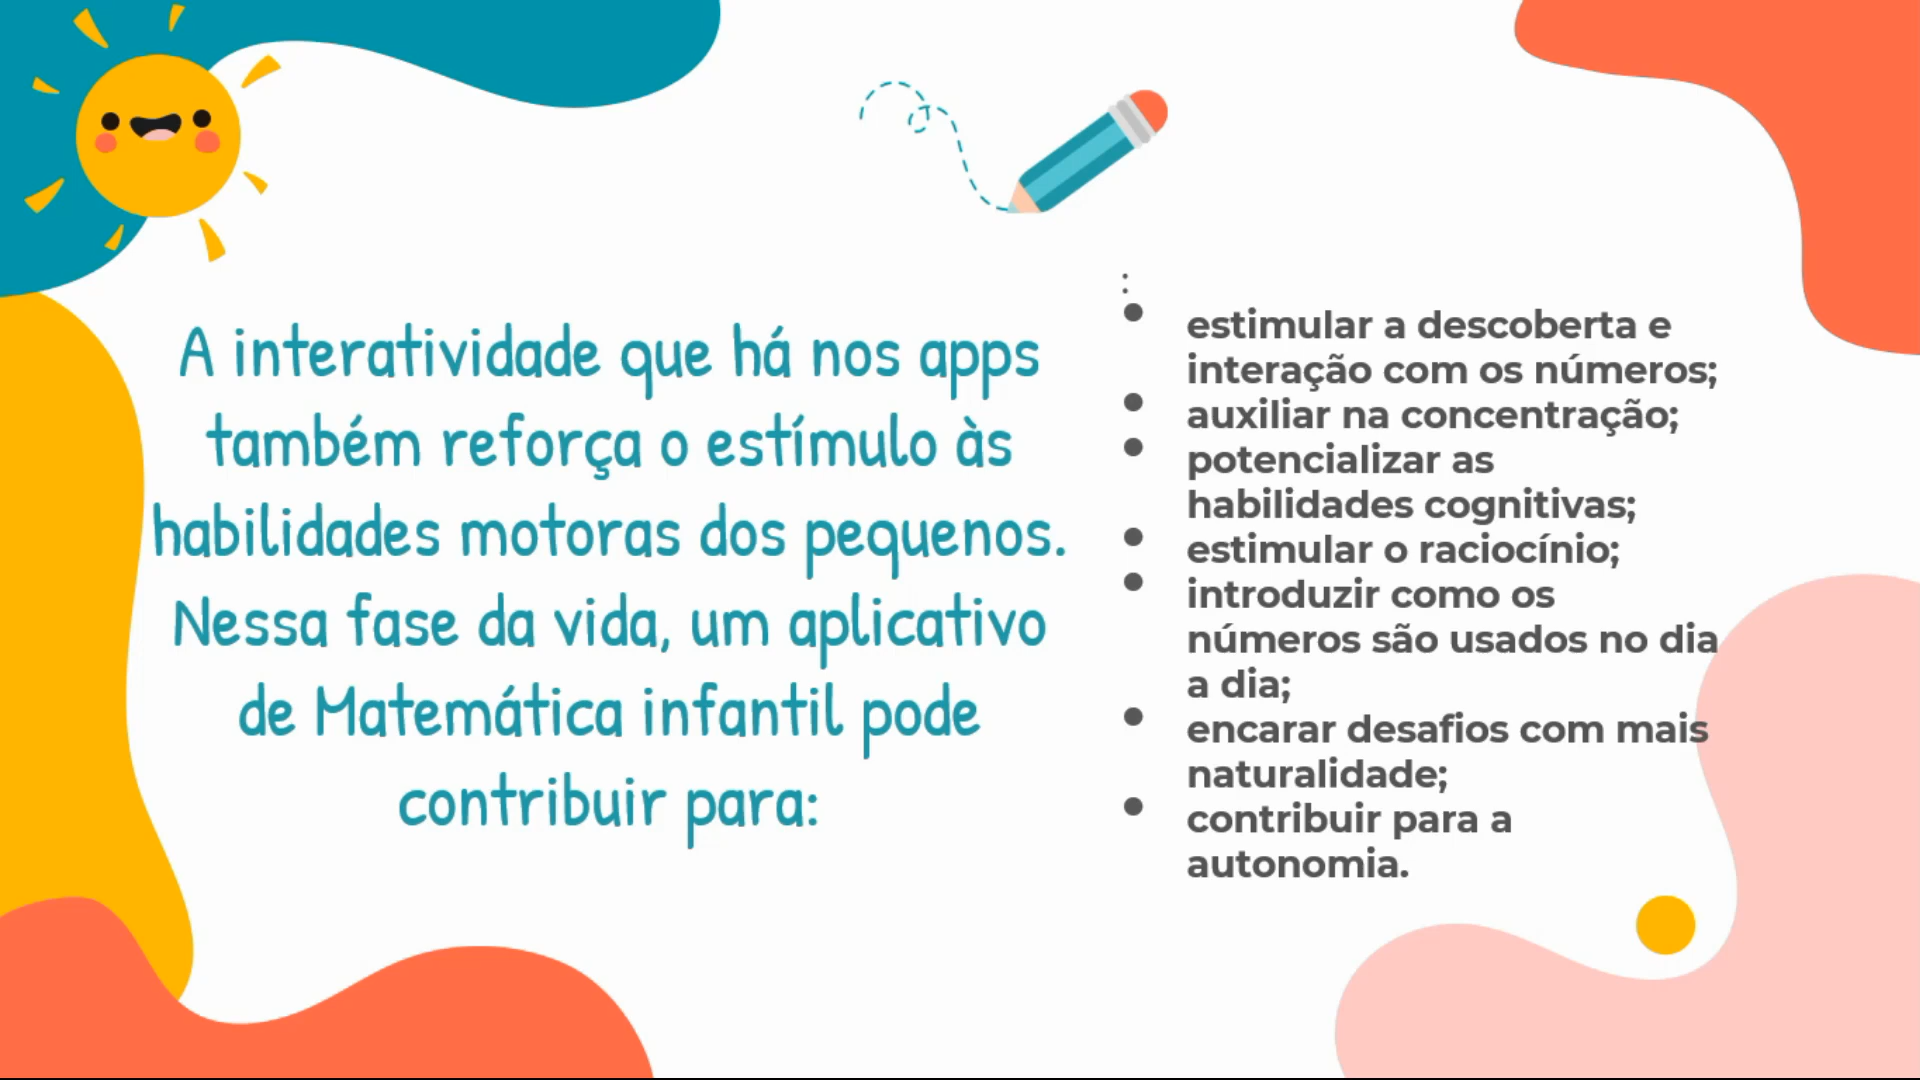 A interatividade que há nos apps
também reforça o estímulo às
habilidades motoras dos pequenos.
Nessa fase da vida, um aplicativo
de Matemática infantil pode
contribuir para:
:
● estimular a descoberta e
interação com os números;
● auxiliar na concentração;
● potencializar as
habilidades cognitivas;
● estimular o raciocínio;
● introduzir como os
números são usados no dia
a dia;
● encarar desafios com mais
naturalidade;
● contribuir para a
autonomia.